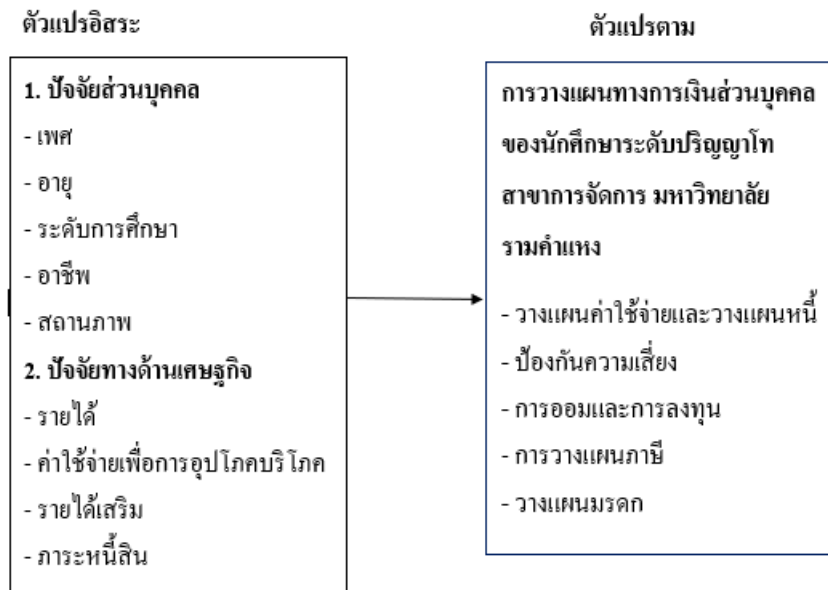 ตัวแปรอิสระ
1. ปัจจัยส่วนบุคคล
- เพศ
- อายุ
- ระดับการศึกษา
- อาชีพ
- สถานภาพ
2. ปัจจัยทางด้านเศรษฐกิจ
- รายได้
- ค่าใช้จ่ายเพื่อการอุปโภคบริโภค
- รายได้เสริม
- ภาระหนี้สิน
ตัวแปรตาม
การวางแผนทางการเงินส่วนบุคคล
ของนักศึกษาระดับปริญญาโท
สาขาการจัดการ มหาวิทยาลัย
รามคำแหง
- วางแผนค่าใช้จ่ายและวางแผนหนี้
- ป้องกันความเสี่ยง
- การออมและการลงทุน
- การวางแผนภาษี
- วางแผนมรดก